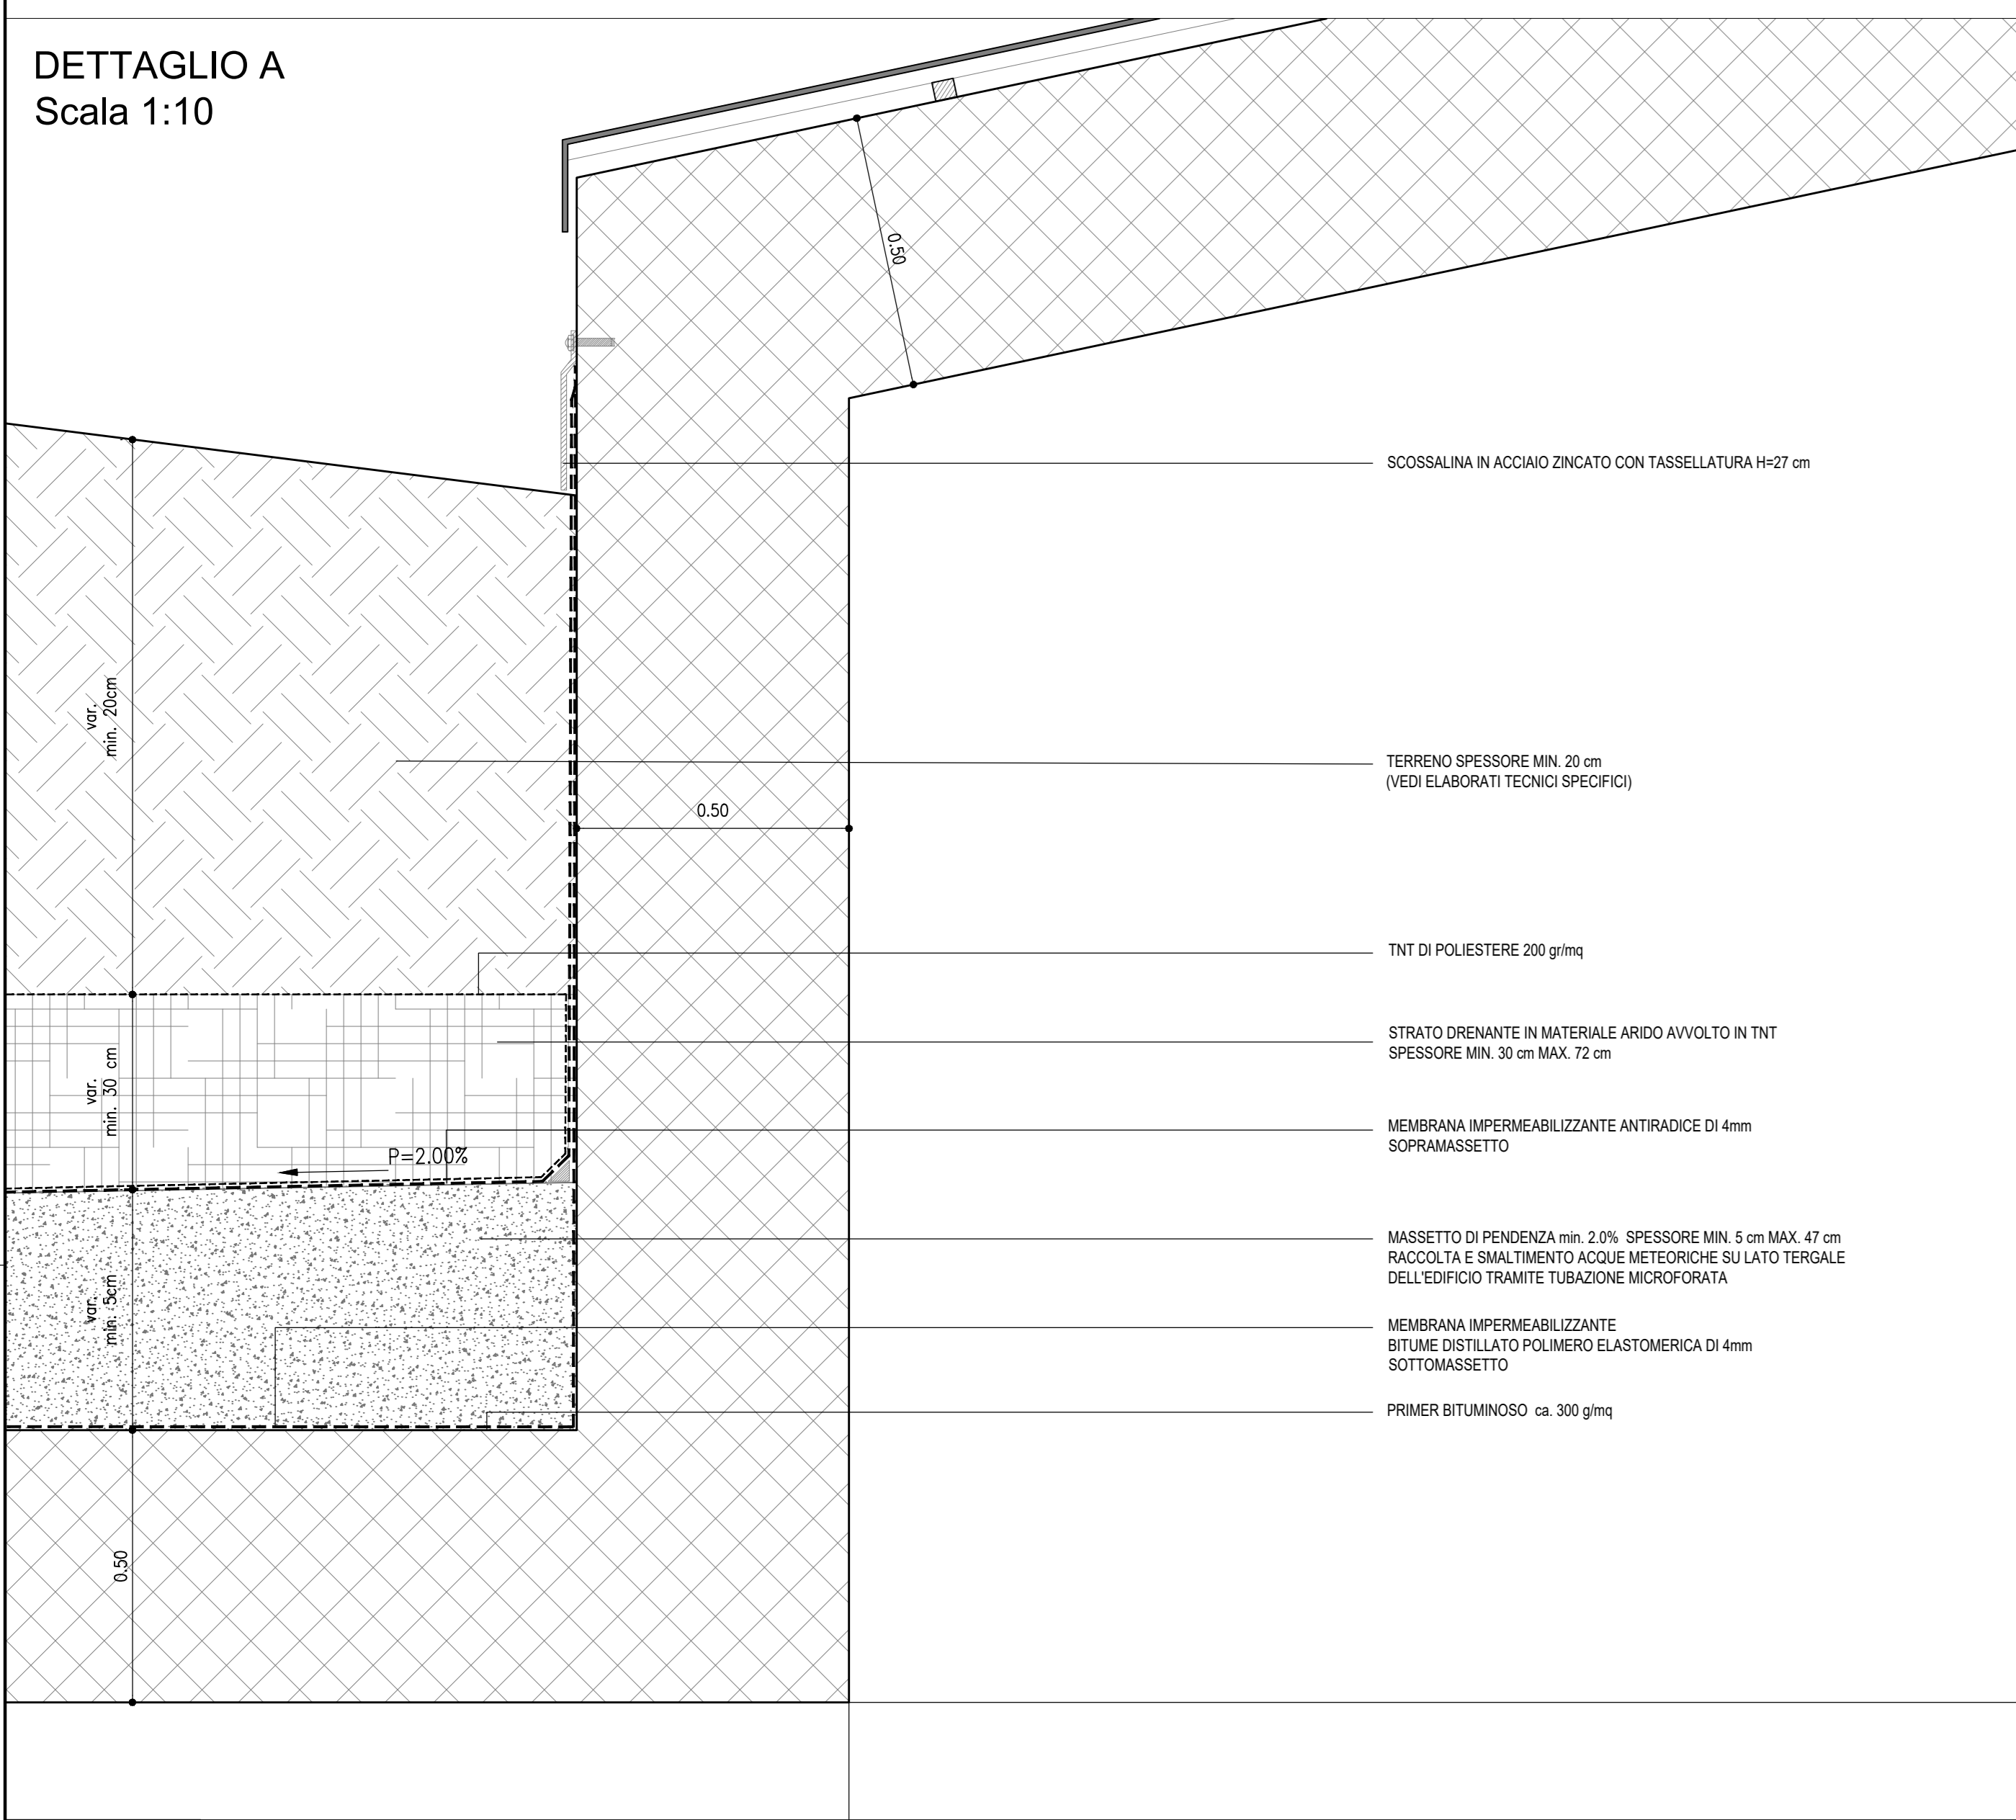 DETTAGLIO A
Scala 1:10
0.50
SCOSSALINA IN ACCIAIO ZINCATO CON TASSELLATURA H=27 cm
var.
min. 20cm
TERRENO SPESSORE MIN. 20 cm
(VEDI ELABORATI TECNICI SPECIFICI)
0.50
TNT DI POLIESTERE 200 gr/mq
STRATO DRENANTE IN MATERIALE ARIDO AVVOLTO IN TNT
SPESSORE MIN. 30 cm MAX. 72 cm
var.
min. 30 cm
MEMBRANA IMPERMEABILIZZANTE ANTIRADICE DI 4mm
SOPRAMASSETTO
P=2.00%
MASSETTO DI PENDENZA min. 2.0% SPESSORE MIN. 5 cm MAX. 47 cm
RACCOLTA E SMALTIMENTO ACQUE METEORICHE SU LATO TERGALE
DELL'EDIFICIO TRAMITE TUBAZIONE MICROFORATA
var.
min. 5cm
MEMBRANA IMPERMEABILIZZANTE
BITUME DISTILLATO POLIMERO ELASTOMERICA DI 4mm
SOTTOMASSETTO
PRIMER BITUMINOSO ca. 300 g/mq
0.50